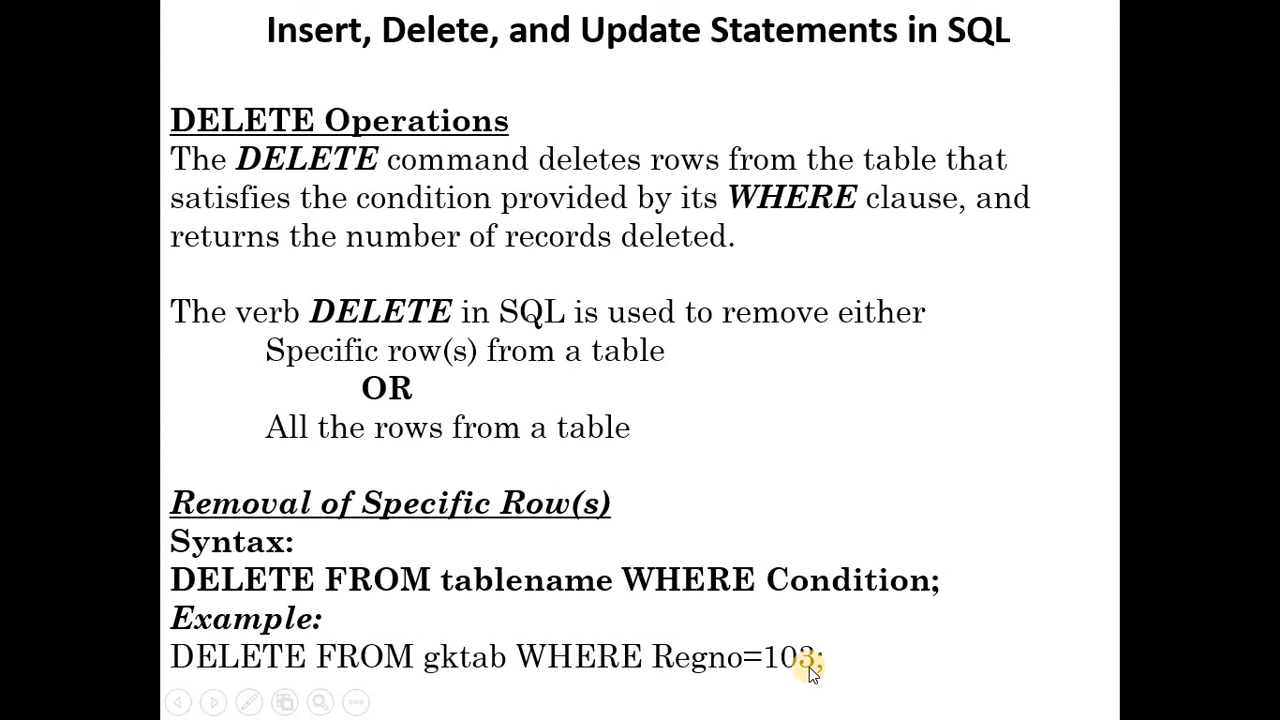 Insert, Delete, and Update Statements in SQL
DELETE Operations
The DELETE command deletes rows from the table that
satisfies the condition provided by its WHERE clause, and
returns the number of records deleted.
The verb DELETE in SQL is used to remove either
Specific row(s) from a table
OR
All the rows from a table
Removal of Specific Row(s)
Syntax:
DELETE FROM tablename WHERE Condition;
Example:
DELETE FROM gktab WHERE Regno=103;